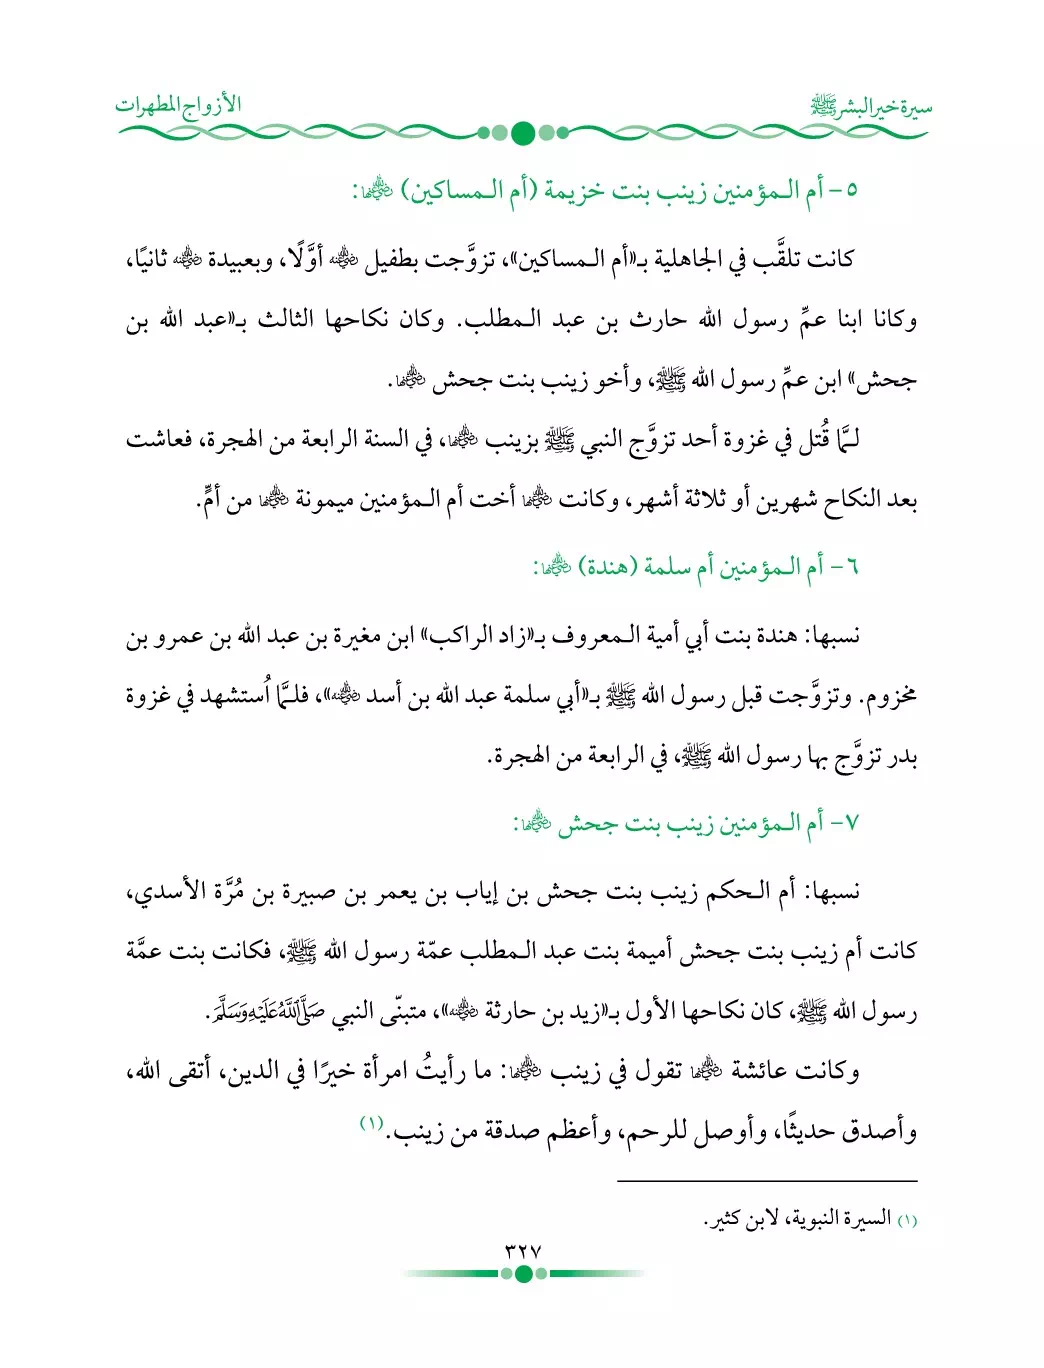 سيرة خير البشر ﷺ
الأزواج المطهرات
٥- أم الـمؤمنين زينب بنت خزيمة (أم الـمساكين) رضي الله عنها:
كانت تلقَّب في الجاهلية بـ«أم الـمساكين»، تزوَّجت بطفيل رضي الله عنه أوَّلًا، وبعبيدة رضي الله عنه ثانيًا،
وكانا ابنا عمِّ رسول الله حارث بن عبد الـمطلب. وكان نكاحها الثالث بـ«عبد الله بن
جحش» ابن عمِّ رسول الله ﷺ، وأخو زينب بنت جحش رضي الله عنها.
لـمَّا قُتل في غزوة أحد تزوَّج النبي ﷺ بزينب رضي الله عنها، في السنة الرابعة من الهجرة، فعاشت
بعد النكاح شهرين أو ثلاثة أشهر، وكانت رضي الله عنها أخت أم الـمؤمنين ميمونة رضي الله عنها من أمٍّ.
٦- أم الـمؤمنين أم سلمة (هندة) رضي الله عنها:
نسبها: هندة بنت أبي أمية الـمعروف بـ«زاد الراكب» ابن مغيرة بن عبد الله بن عمرو بن
مخزوم. وتزوَّجت قبل رسول الله ﷺ بـ«أبي سلمة عبد الله بن أسد رضي الله عنه»، فلـمَّا اُستشهد في غزوة
بدر تزوَّج بها رسول الله ﷺ، في الرابعة من الهجرة.
٧- أم الـمؤمنين زينب بنت جحش رضي الله عنها:
نسبها: أم الـحكم زينب بنت جحش بن إياب بن يعمر بن صبيرة بن مُرَّة الأسدي،
كانت أم زينب بنت جحش أميمة بنت عبد الـمطلب عمّة رسول الله ﷺ، فكانت بنت عمَّة
رسول الله ﷺ، كان نكاحها الأول بـ«زيد بن حارثة رضي الله عنه»، متبنّى النبي صَلَّى اللَّهُ عَلَيْهِ وَسَلَّمَ.
وكانت عائشة رضي الله عنها تقول في زينب رضي الله عنها: ما رأيتُ امرأة خيرًا في الدين، أتقى الله،
وأصدق حديثًا، وأوصل للرحم، وأعظم صدقة من زينب.(١)
(١) السيرة النبوية، لابن كثير.
٣٢٧